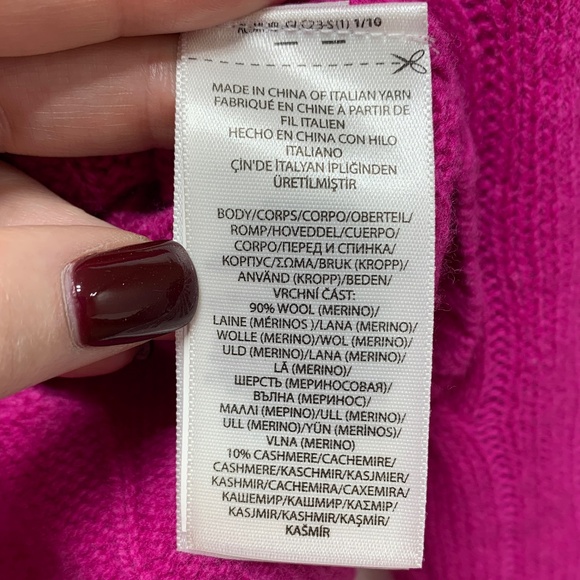 1/10
MADE IN CHINA OF ITALIAN YARN
FABRIQUÉ EN CHINE À PARTIR DE
FIL ITALIEN
HECHO EN CHINA CON HILO
ITALIANO
ÇİN'DE İTALYAN İPLİĞİNDEN
ÜRETİLMİŞTİR
BODY/CORPS/CORPO/OBERTEIL/
ROMP/HOVEDDEL/CUERPO/
CORPO/ПЕРЕД И СПИНКА/
КОРПУС/ΣΩΜΑ/BRUK (KROPP)/
ANVÄND (KROPP)/BEDEN/
VRCHNÍ ČÁST:
90% WOOL (MERINO)/
LAINE (MÉRINOS )/LANA (MERINO)/
WOLLE (MERINO)/WOL (MERINO)/
ULD (MERINO)/LANA (MERINO)/
LÃ (MERINO)/
ШЕРСТЬ (МЕРИНОСОВАЯ)/
ВЪЛНА (МЕРИНОС)/
ΜΑΛΛΙ (ΜΕΡΙΝΟ)/ULL (MERINO)/
ULL (MERINO)/YÜN (MERİNOS)/
VLNA (MERINO)
10% CASHMERE/CACHEMIRE/
CASHMERE/KASCHMIR/KASJMIER/
KASHMIR/CACHEMIRA/CAXEMIRA/
КАШЕМИР/КАШМИР/ΚΑΣΜΙΡ/
KASJMIR/KASHMIR/KAŞMİR/
KAŠMÍR